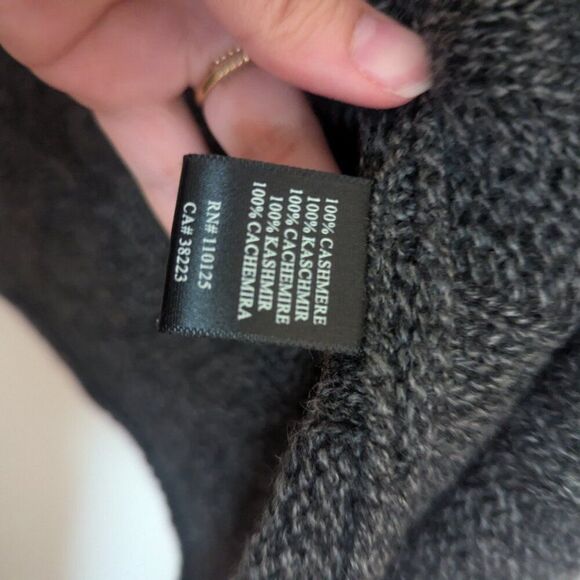 100% CASHMERE
100% KASCHMIR
100% CACHEMIRE
100% KASHMIR
100% CACHEMIRA
RN# 110125
CA# 38223